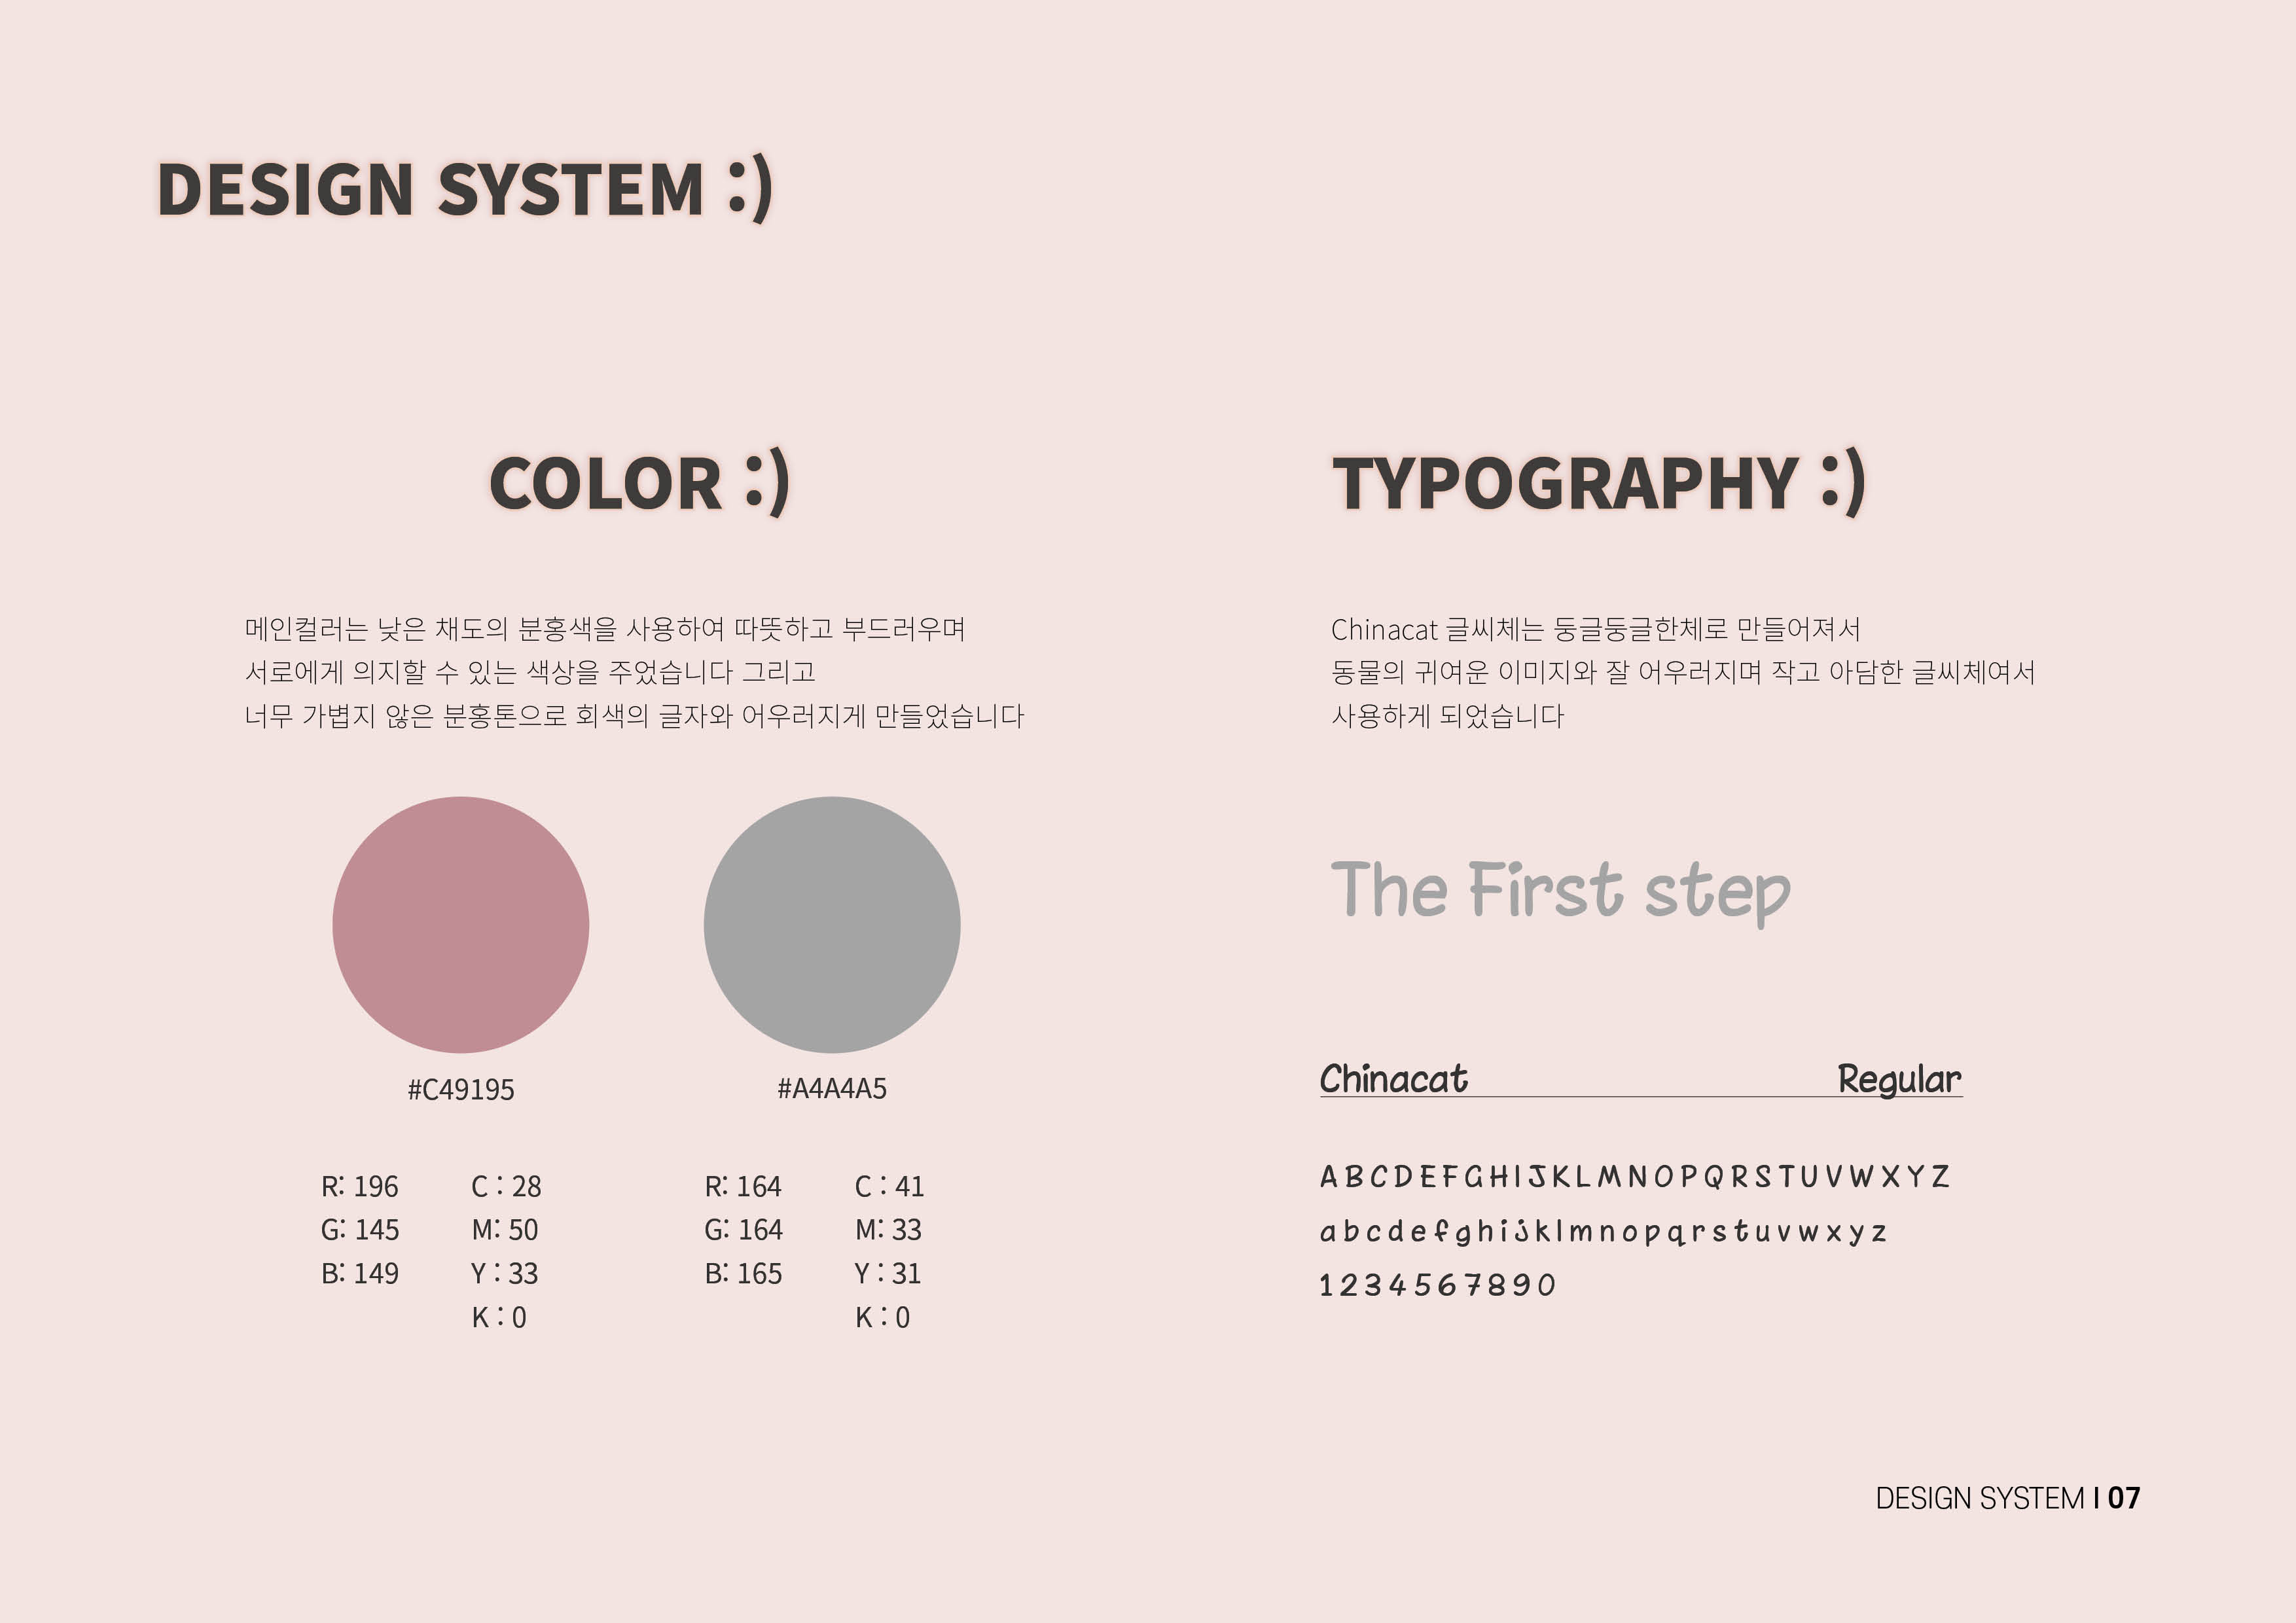 DESIGN SYSTEM :)
COLOR :)
메인컬러는 낮은 채도의 분홍색을 사용하여 따뜻하고 부드러우며
서로에게 의지할 수 있는 색상을 주었습니다 그리고
너무 가볍지 않은 분홍톤으로 회색의 글자와 어우러지게 만들었습니다
#C49195
#A4A4A5
R: 196 C : 28 R: 164 C : 41
G: 145 M: 50 G: 164 M: 33
B: 149 Y : 33 B: 165 Y : 31
K : 0 K : 0
TYPOGRAPHY :)
Chinacat 글씨체는 둥글둥글한체로 만들어져서
동물의 귀여운 이미지와 잘 어우러지며 작고 아담한 글씨체여서
사용하게 되었습니다
The First step
Chinacat Regular
A B C D E F G H I J K L M N O P Q R S T U V W X Y Z
a b c d e f g h i j k l m n o p q r s t u v w x y z
1 2 3 4 5 6 7 8 9 0
DESIGN SYSTEM I 07